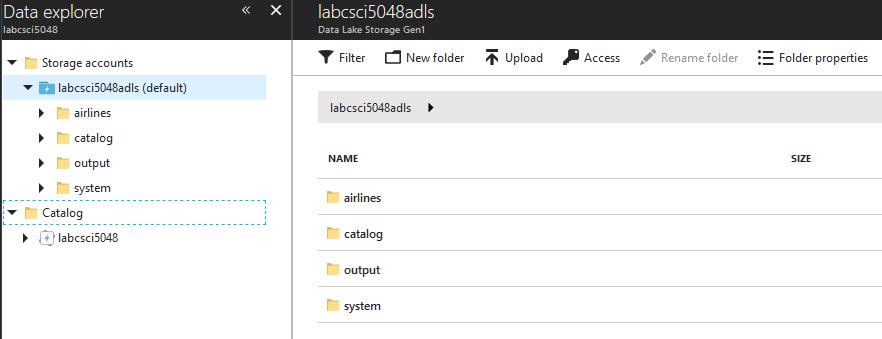 Data explorer
labcsci5048
Storage accounts
labcsci5048adls (default)
airlines
catalog
output
system
Catalog
labcsci5048
labcsci5048adls
Data Lake Storage Gen1
Filter New folder Upload Access Rename folder Folder properties
labcsci5048adls
NAME SIZE
airlines
catalog
output
system